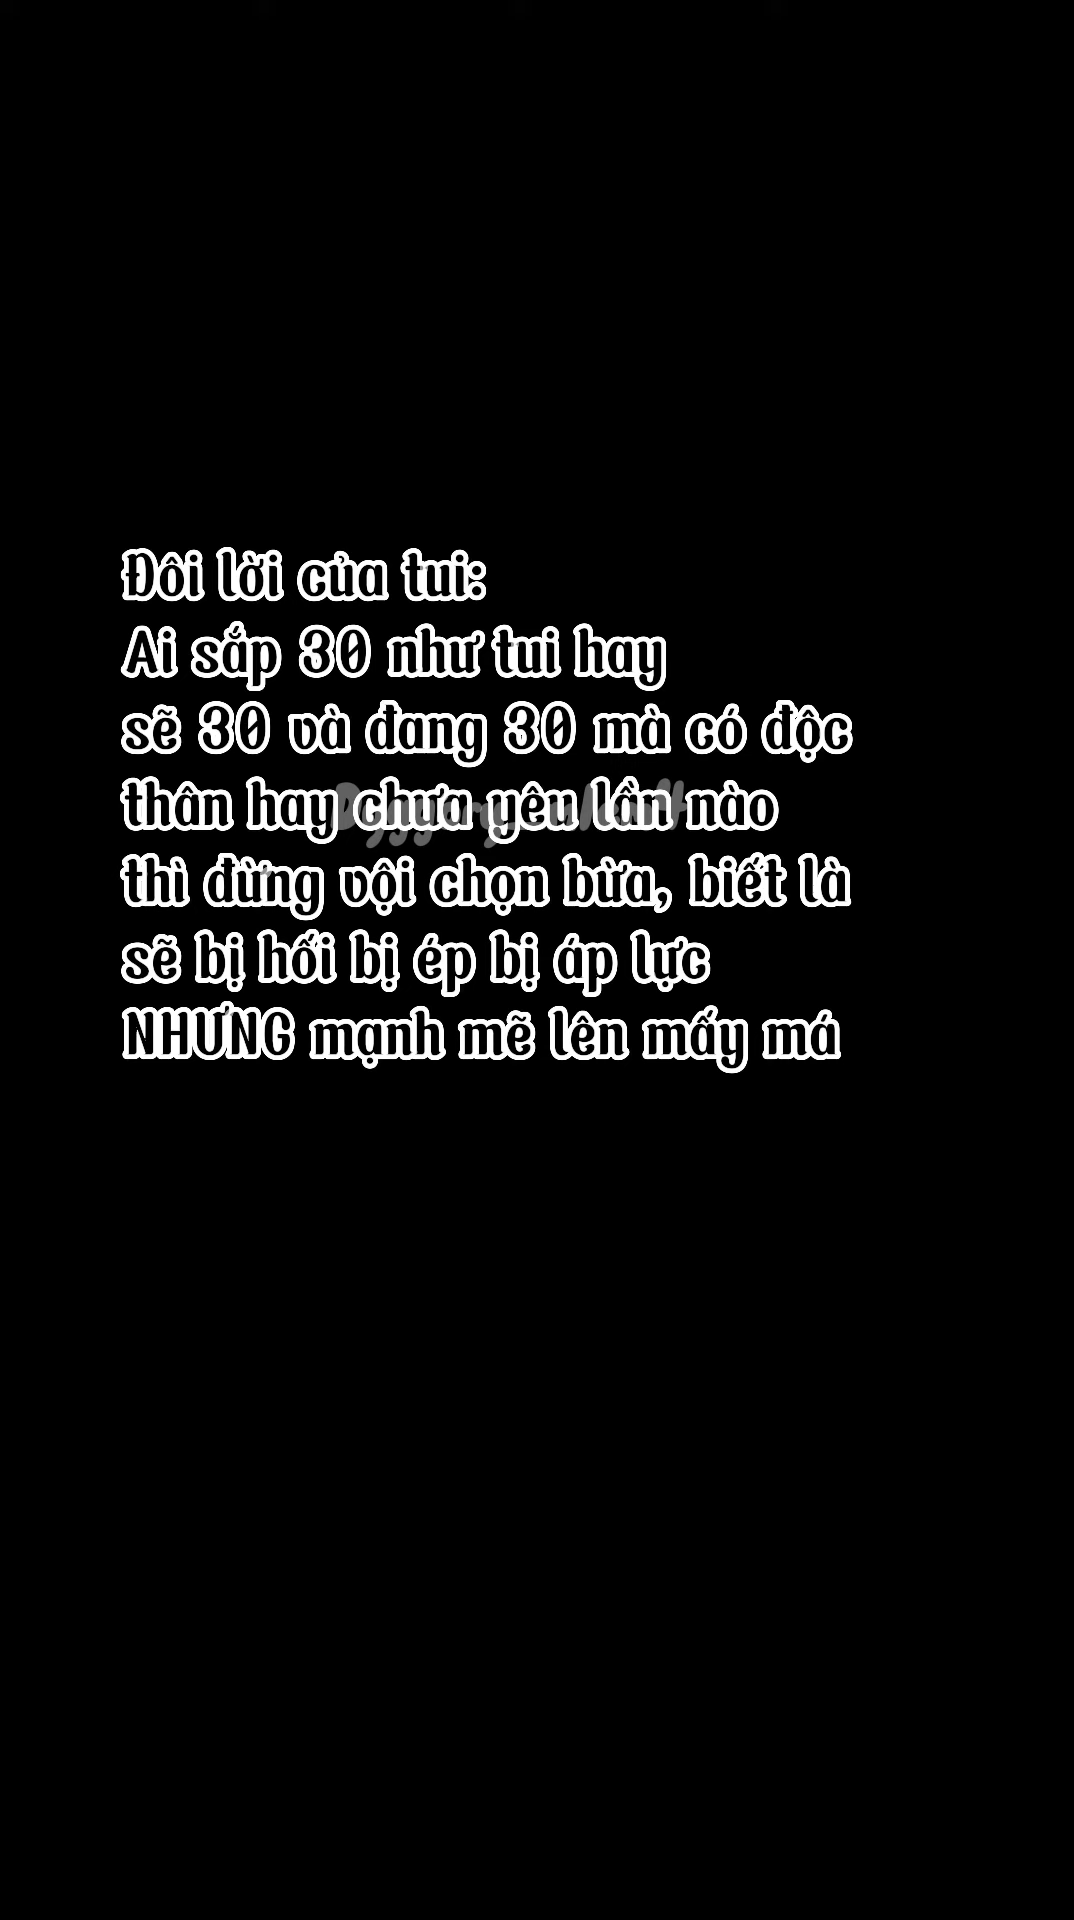 Đôi lời của tui:
Ai sắp 30 như tui hay
sẽ 30 và đang 30 mà có độc
thân hay chưa yêu lần nào
thì đừng vội chọn bừa, biết là
sẽ bị hối bị ép bị áp lực
NHƯNG mạnh mẽ lên mấy má